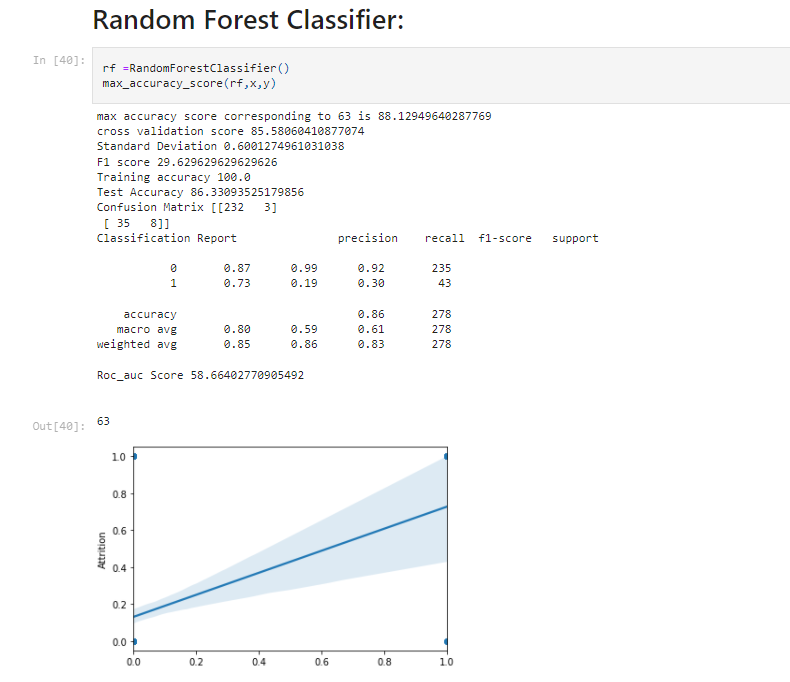 Random Forest Classifier:
In [40]:
rf =RandomForestClassifier()
max_accuracy_score(rf,x,y)
max accuracy score corresponding to 63 is 88.12949640287769
cross validation score 85.58060410877074
Standard Deviation 0.6001274961031038
F1 score 29.629629629629626
Training accuracy 100.0
Test Accuracy 86.33093525179856
Confusion Matrix [[232   3]
 [ 35   8]]
Classification Report               precision    recall  f1-score   support
0       0.87      0.99      0.92       235
1       0.73      0.19      0.30        43
accuracy                           0.86       278
macro avg       0.80      0.59      0.61       278
weighted avg       0.85      0.86      0.83       278
Roc_auc Score 58.66402770905492
Out[40]: 63
1.0
0.8
0.6
0.4
0.2
0.0
Attrition
0.0 0.2 0.4 0.6 0.8 1.0